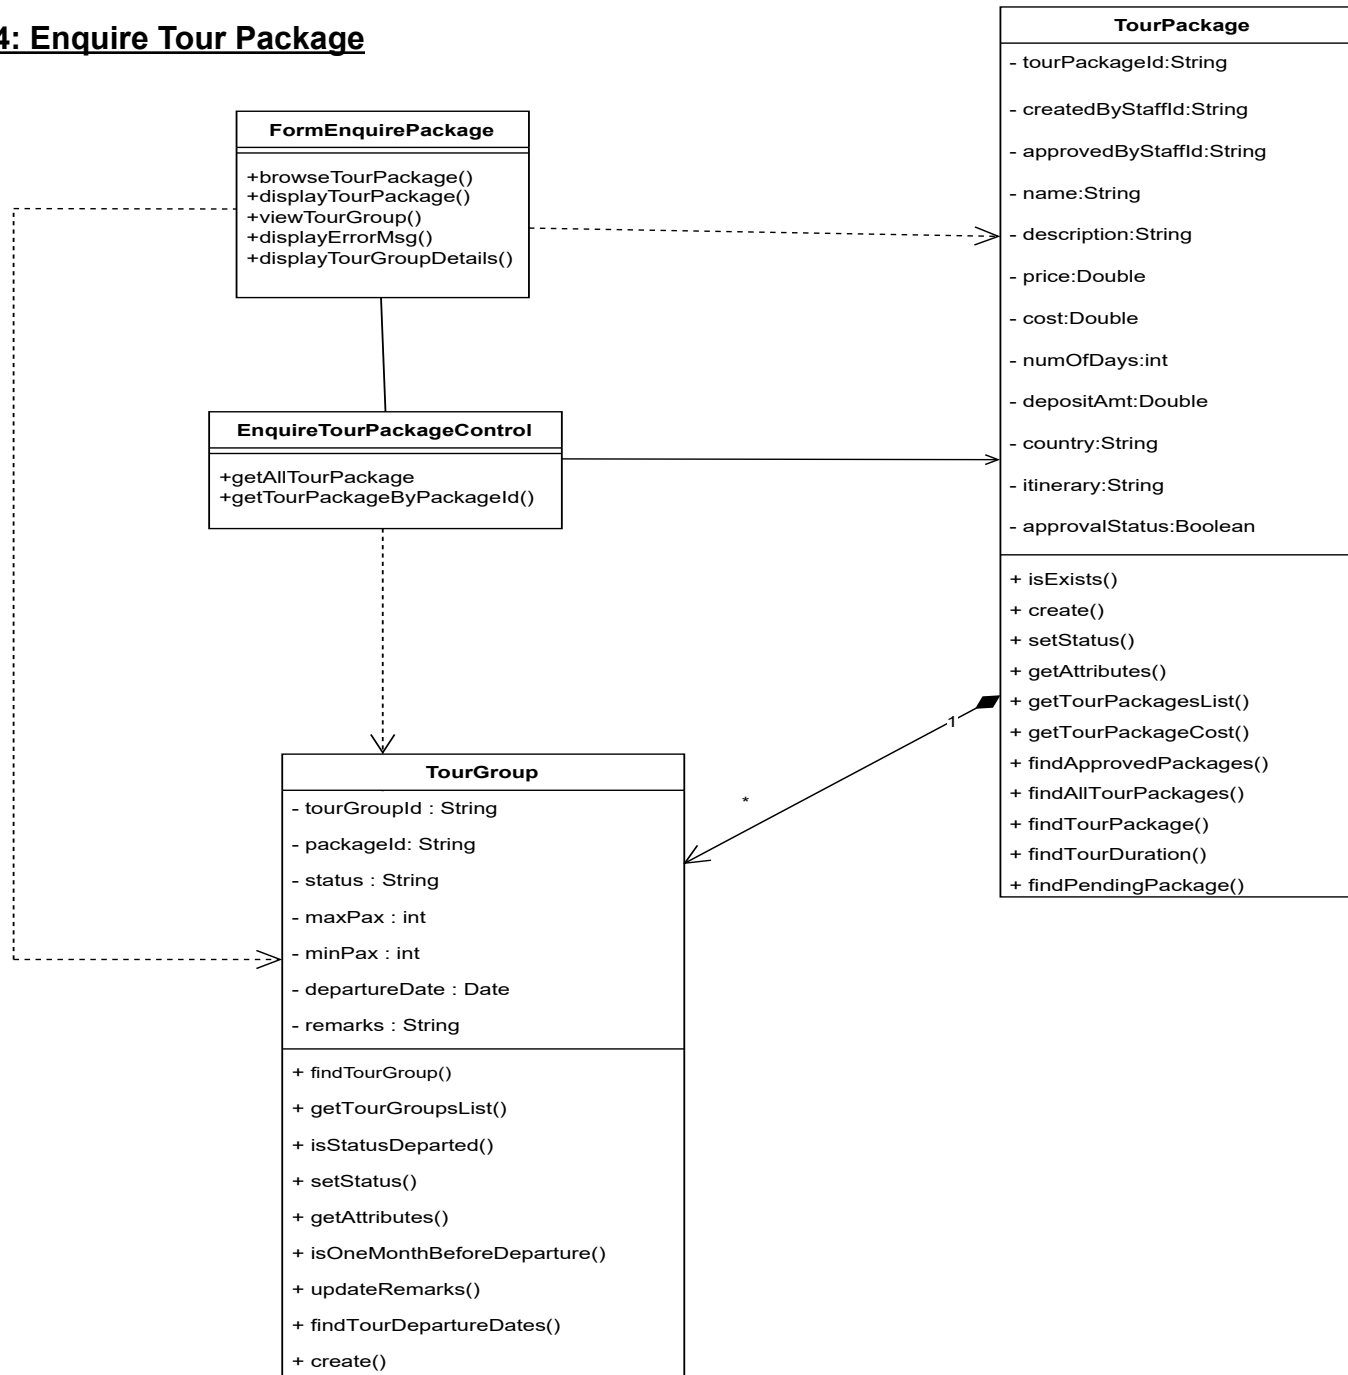 4: Enquire Tour Package
FormEnquirePackage
+browseTourPackage()
+displayTourPackage()
+viewTourGroup()
+displayErrorMsg()
+displayTourGroupDetails()
EnquireTourPackageControl
+getAllTourPackage
+getTourPackageByPackageId()
TourPackage
- tourPackageId:String
- createdByStaffId:String
- approvedByStaffId:String
- name:String
- description:String
- price:Double
- cost:Double
- numOfDays:int
- depositAmt:Double
- country:String
- itinerary:String
- approvalStatus:Boolean
+ isExists()
+ create()
+ setStatus()
+ getAttributes()
+ getTourPackagesList()
+ getTourPackageCost()
+ findApprovedPackages()
+ findAllTourPackages()
+ findTourPackage()
+ findTourDuration()
+ findPendingPackage()
1
*
TourGroup
- tourGroupId : String
- packageId: String
- status : String
- maxPax : int
- minPax : int
- departureDate : Date
- remarks : String
+ findTourGroup()
+ getTourGroupsList()
+ isStatusDeparted()
+ setStatus()
+ getAttributes()
+ isOneMonthBeforeDeparture()
+ updateRemarks()
+ findTourDepartureDates()
+ create()